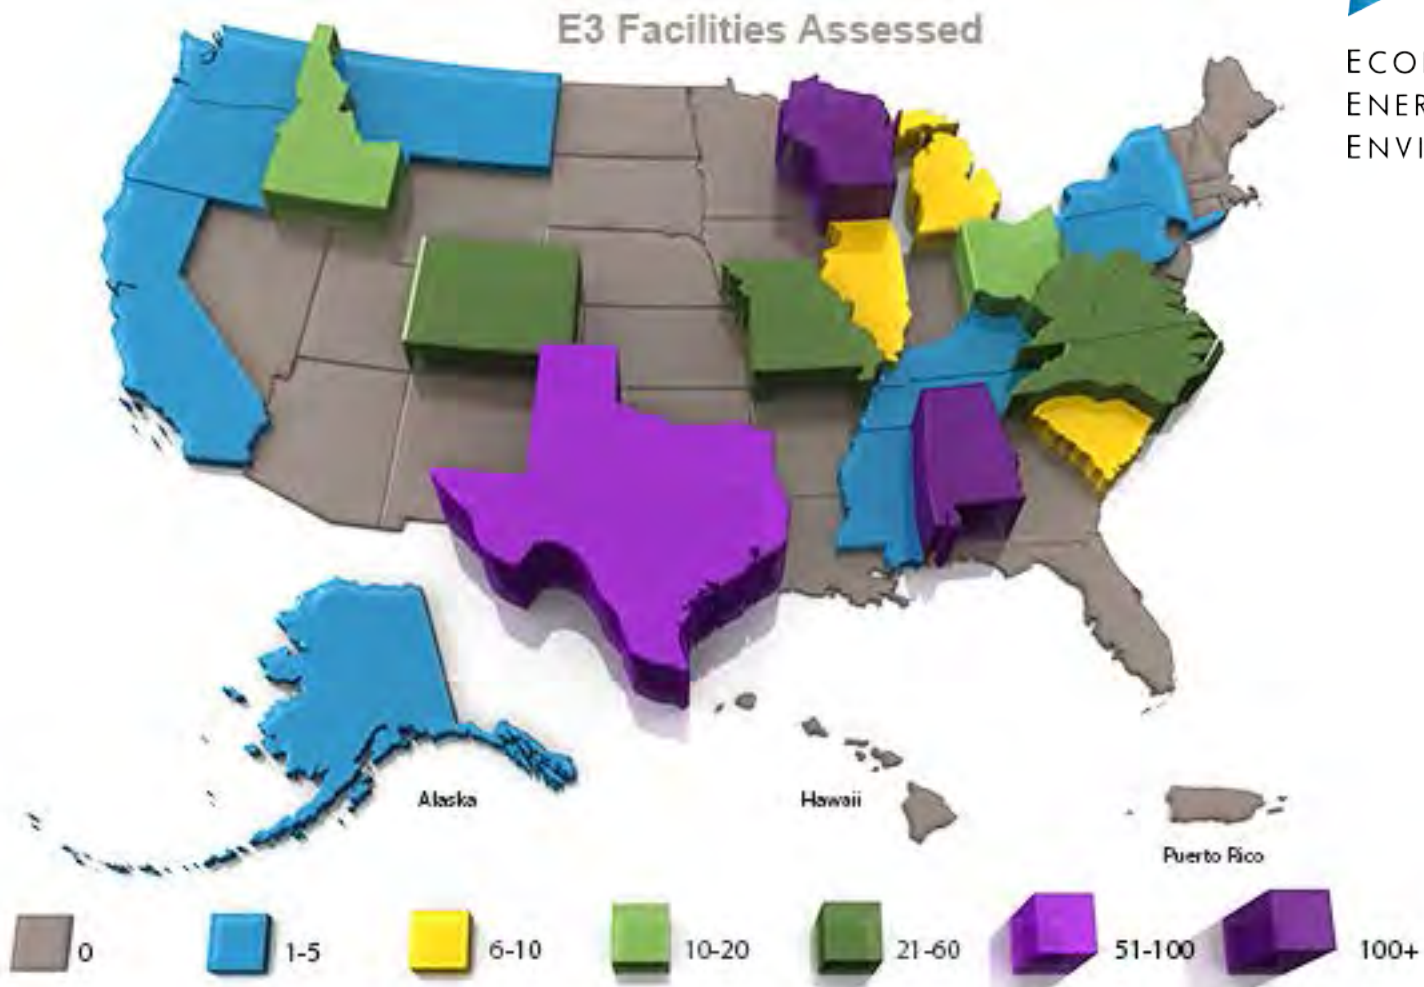 E3 Facilities Assessed
ECO
ENER
ENVI
Alaska
Hawaii
Puerto Rico
0
1-5
6-10
10-20
21-60
51-100
100+